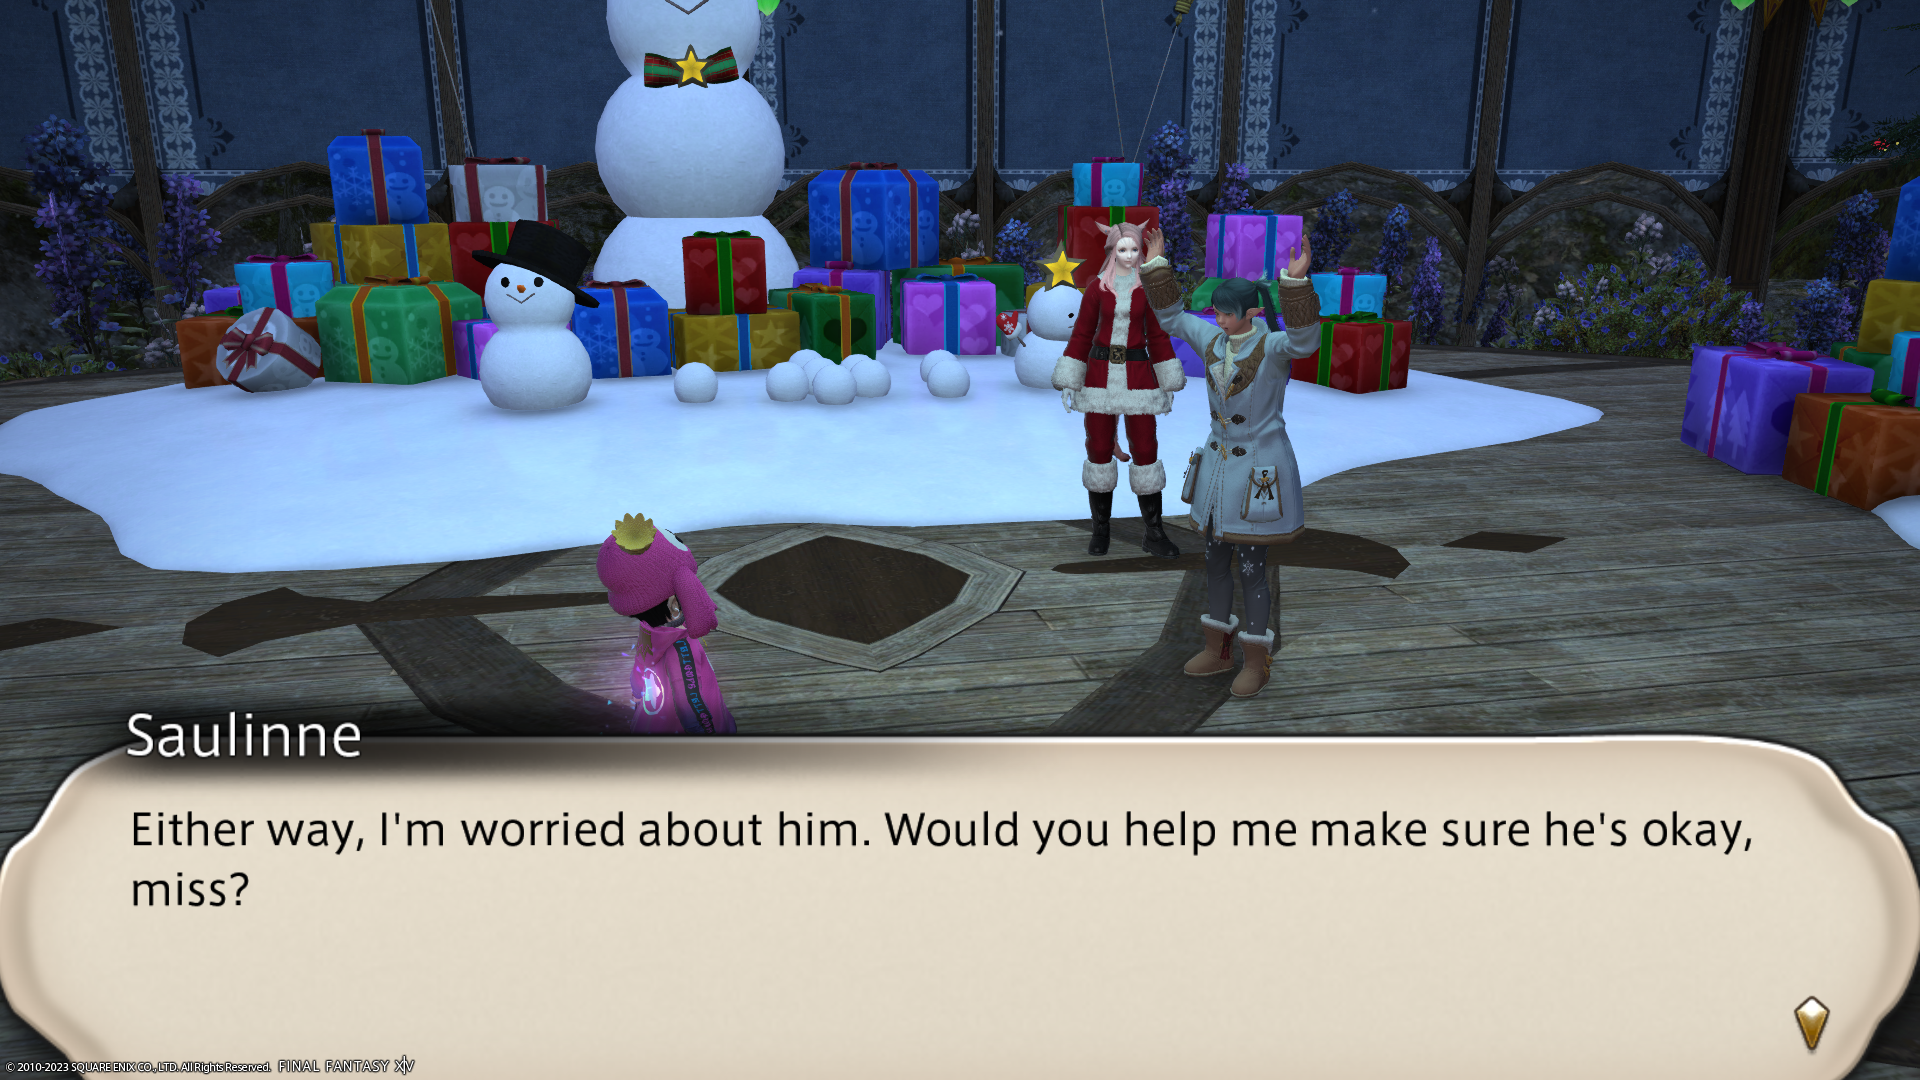 Saulinne
Either way, I'm worried about him. Would you help me make sure he's okay,
miss?
© 2010-2023 SQUARE ENIX CO., LTD. All Rights Reserved. FINAL FANTASY XIV